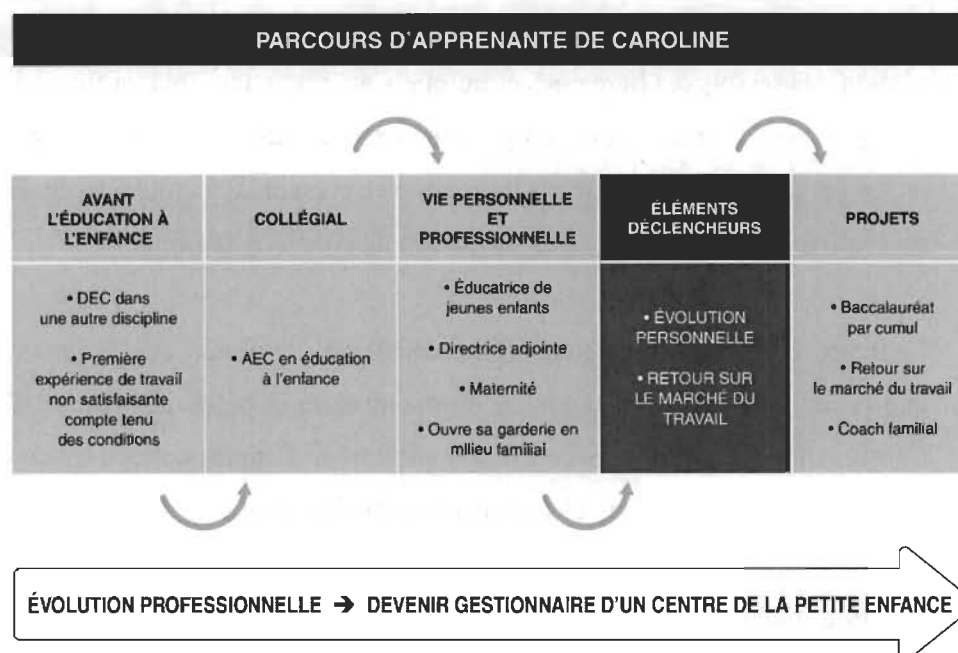 PARCOURS D'APPRENANTE DE CAROLINE
AVANT
L'ÉDUCATION À
L'ENFANCE
• DEC dans
une autre discipline
• Première
expérience de travail
non satisfaisante
compte tenu
des conditions
COLLÉGIAL
• AEC en éducation
à l'enfance
VIE PERSONNELLE
ET
PROFESSIONNELLE
• Éducatrice de
jeunes enfants
• Directrice adjointe
• Maternité
• Ouvre sa garderie en
milieu familial
ÉLÉMENTS
DÉCLENCHEURS
• ÉVOLUTION
PERSONNELLE
• RETOUR SUR
LE MARCHÉ DU
TRAVAIL
PROJETS
• Baccalauréat
par cumul
• Retour sur
le marché du travail
• Coach familial
ÉVOLUTION PROFESSIONNELLE → DEVENIR GESTIONNAIRE D'UN CENTRE DE LA PETITE ENFANCE